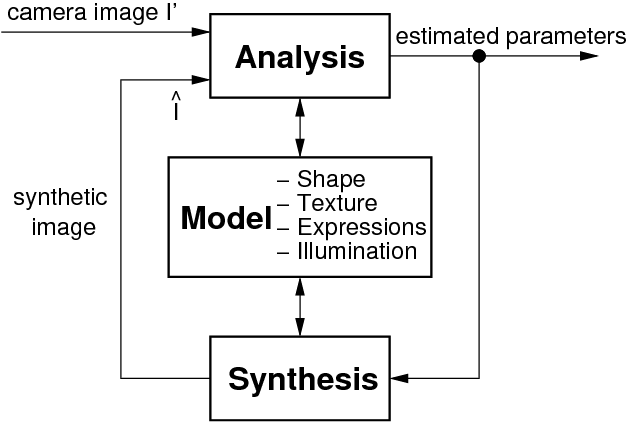 camera image I'
Analysis
estimated parameters
Î
synthetic
image
Model
– Shape
– Texture
– Expressions
– Illumination
Synthesis